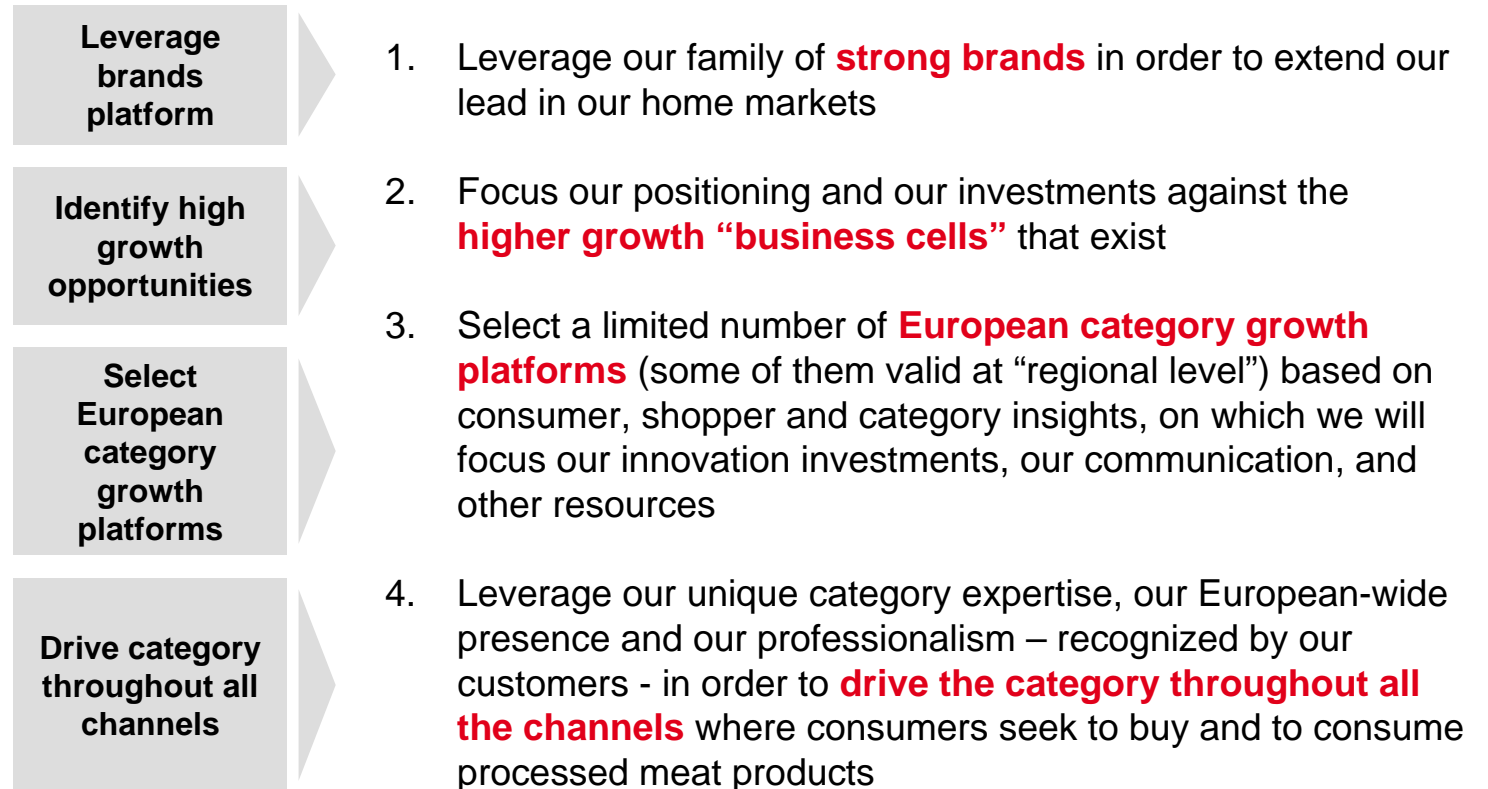 Leverage
brands
platform
1. Leverage our family of strong brands in order to extend our
lead in our home markets
Identify high
growth
opportunities
2. Focus our positioning and our investments against the
higher growth “business cells” that exist
Select
European
category
growth
platforms
3. Select a limited number of European category growth
platforms (some of them valid at “regional level”) based on
consumer, shopper and category insights, on which we will
focus our innovation investments, our communication, and
other resources
Drive category
throughout all
channels
4. Leverage our unique category expertise, our European-wide
presence and our professionalism – recognized by our
customers - in order to drive the category throughout all
the channels where consumers seek to buy and to consume
processed meat products